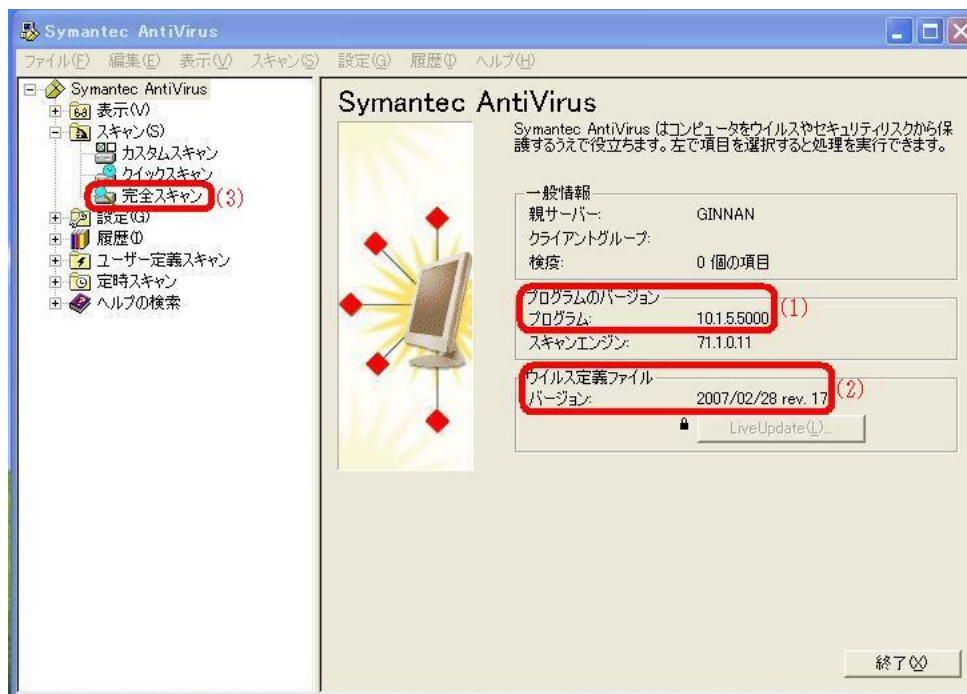 Symantec AntiVirus
ファイル(F) 編集(E) 表示(V) スキャン(S) 設定(G) 履歴(I) ヘルプ(H)
Symantec AntiVirus
表示(V)
スキャン(S)
カスタムスキャン
クイックスキャン
完全スキャン (3)
設定(G)
履歴(I)
ユーザー定義スキャン
定時スキャン
ヘルプの検索
Symantec AntiVirus
Symantec AntiVirus はコンピュータをウイルスやセキュリティリスクから保
護するうえで役立ちます。左で項目を選択すると処理を実行できます。
一般情報
親サーバー: GINNAN
クライアントグループ:
検疫: 0 個の項目
プログラムのバージョン (1)
プログラム: 10.1.5.5000
スキャンエンジン: 71.1.0.11
ウイルス定義ファイル (2)
バージョン: 2007/02/28 rev. 17
LiveUpdate(L)...
終了(X)